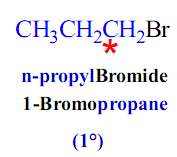 CH₃CH₂CH₂Br
*
n-propylBromide
1-Bromopropane
(1°)